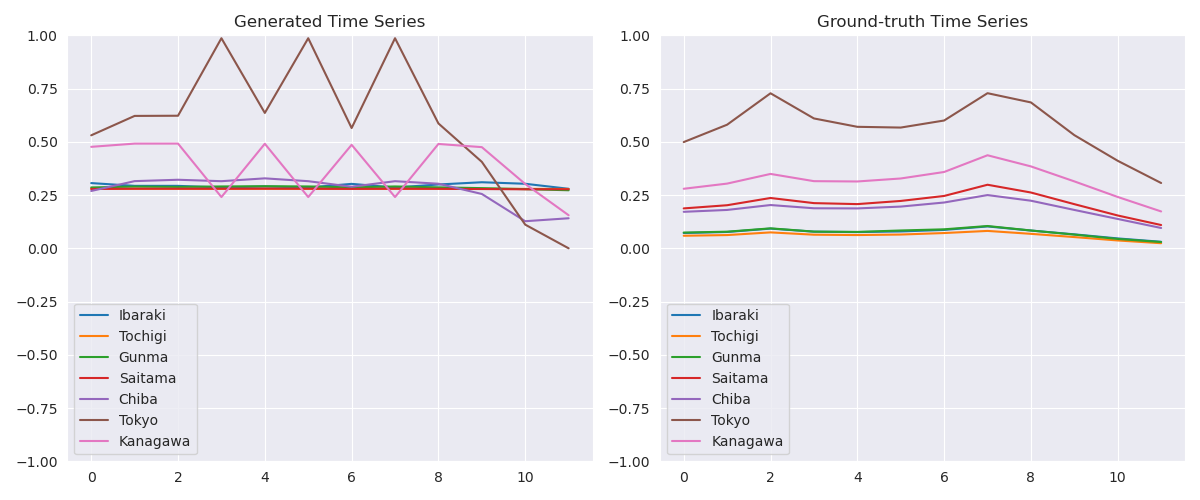 Generated Time Series
1.00
0.75
0.50
0.25
0.00
−0.25
−0.50
−0.75
−1.00
Ibaraki
Tochigi
Gunma
Saitama
Chiba
Tokyo
Kanagawa
0 2 4 6 8 10
Ground-truth Time Series
1.00
0.75
0.50
0.25
0.00
−0.25
−0.50
−0.75
−1.00
Ibaraki
Tochigi
Gunma
Saitama
Chiba
Tokyo
Kanagawa
0 2 4 6 8 10